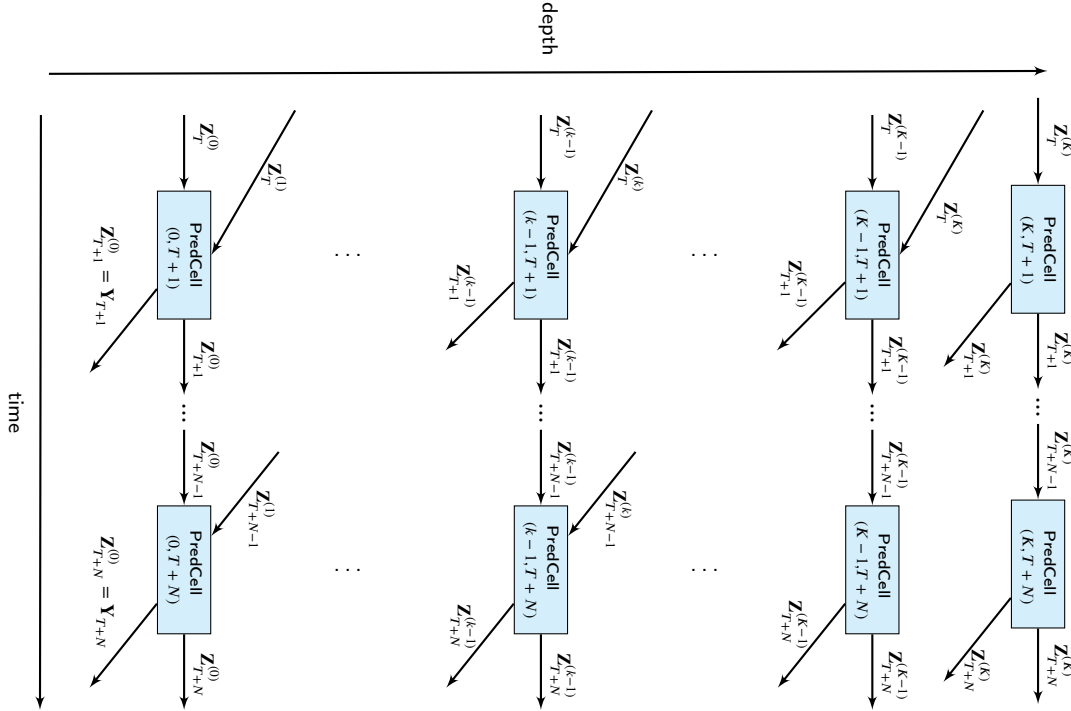 Z_T^{(K)}
PredCell
(K, T + 1)
Z_{T+1}^{(K)}
...
Z_{T+N−1}^{(K)}
PredCell
(K, T + N)
Z_{T+N}^{(K)}
Z_T^{(K)}
Z_{T+1}^{(K)}
Z_{T+N}^{(K)}
Z_T^{(K−1)}
PredCell
(K − 1,T + 1)
Z_{T+1}^{(K−1)}
...
Z_{T+N−1}^{(K−1)}
PredCell
(K − 1,T + N)
Z_{T+N}^{(K−1)}
Z_{T+1}^{(K−1)}
Z_{T+N}^{(K−1)}
...
...
Z_T^{(k)}
Z_{T+N−1}^{(k)}
Z_T^{(k−1)}
PredCell
(k − 1, T + 1)
Z_{T+1}^{(k−1)}
...
Z_{T+N−1}^{(k−1)}
PredCell
(k − 1, T + N)
Z_{T+N}^{(k−1)}
Z_{T+1}^{(k−1)}
Z_{T+N}^{(k−1)}
depth
...
...
Z_T^{(1)}
Z_{T+N−1}^{(1)}
Z_T^{(0)}
PredCell
(0, T + 1)
Z_{T+1}^{(0)}
...
Z_{T+N−1}^{(0)}
PredCell
(0, T + N)
Z_{T+N}^{(0)}
Z_{T+1}^{(0)} = Y_{T+1}
Z_{T+N}^{(0)} = Y_{T+N}
time